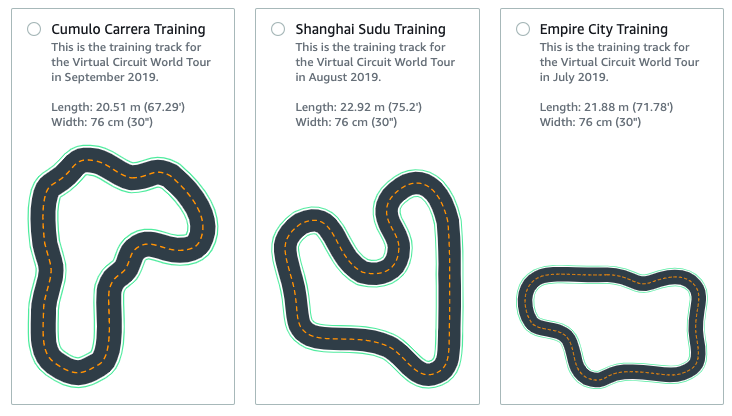 Cumulo Carrera Training
This is the training track for
the Virtual Circuit World Tour
in September 2019.
Length: 20.51 m (67.29')
Width: 76 cm (30")
Shanghai Sudu Training
This is the training track for
the Virtual Circuit World Tour
in August 2019.
Length: 22.92 m (75.2')
Width: 76 cm (30")
Empire City Training
This is the training track for
the Virtual Circuit World Tour
in July 2019.
Length: 21.88 m (71.78')
Width: 76 cm (30")